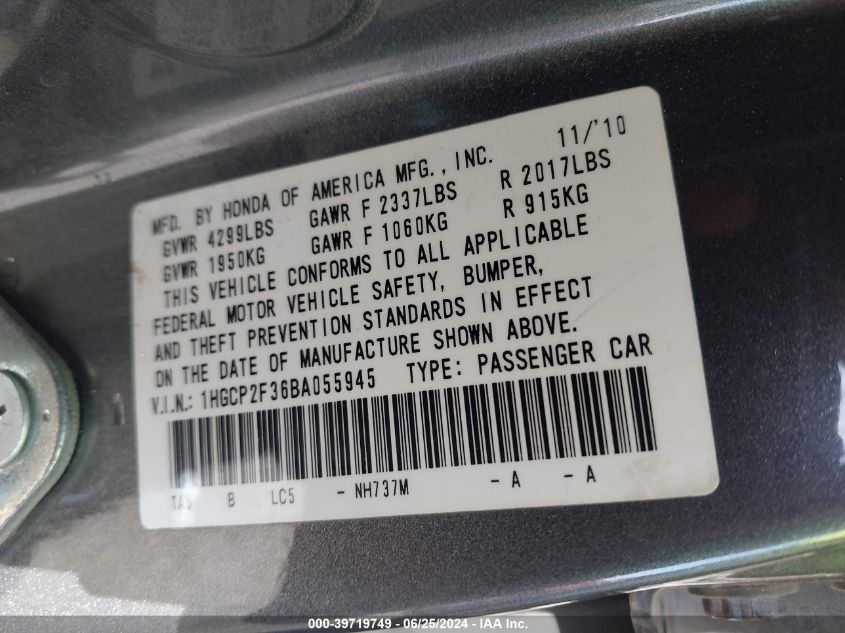 MFD. BY HONDA OF AMERICA MFG., INC. 11/'10
GVWR 4299LBS GAWR F 2337LBS R 2017LBS
GVWR 1950KG GAWR F 1060KG R 915KG
THIS VEHICLE CONFORMS TO ALL APPLICABLE
FEDERAL MOTOR VEHICLE SAFETY, BUMPER,
AND THEFT PREVENTION STANDARDS IN EFFECT
ON THE DATE OF MANUFACTURE SHOWN ABOVE.
V.I.N.: 1HGCP2F36BA055945 TYPE: PASSENGER CAR
TA5 B LC5 - NH737M - A - A
000-39719749 - 06/25/2024 - IAA Inc.